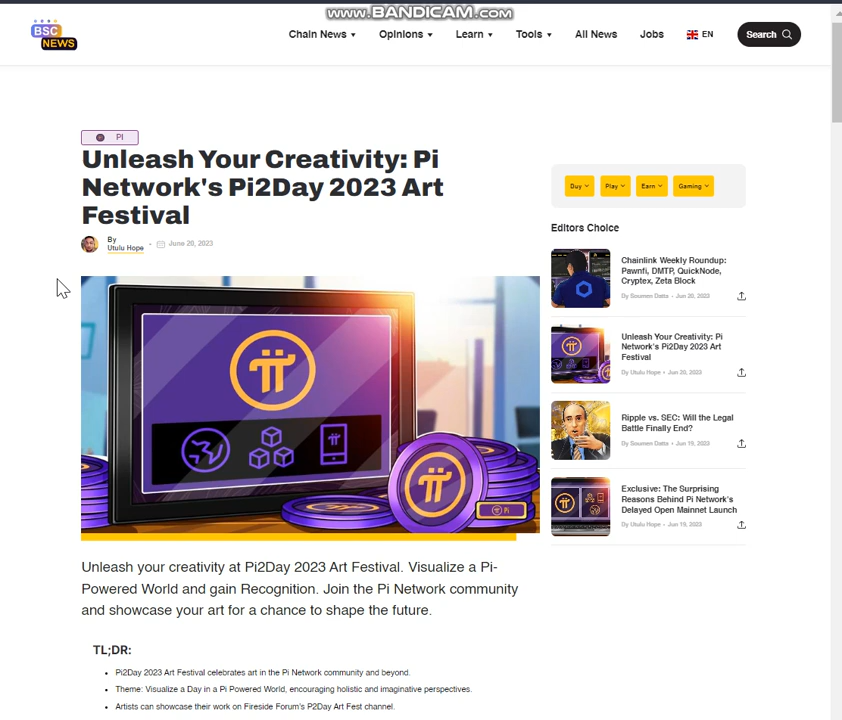 www.BANDICAM.com
BSC
NEWS
Chain News
Opinions
Learn
Tools
All News
Jobs
EN
Search
PI
Unleash Your Creativity: Pi
Network's Pi2Day 2023 Art
Festival
By
Utulu Hope
June 20, 2023
Pi
Unleash your creativity at Pi2Day 2023 Art Festival. Visualize a Pi-
Powered World and gain Recognition. Join the Pi Network community
and showcase your art for a chance to shape the future.
TL;DR:
• Pi2Day 2023 Art Festival celebrates art in the Pi Network community and beyond.
• Theme: Visualize a Day in a Pi Powered World, encouraging holistic and imaginative perspectives.
• Artists can showcase their work on Fireside Forum's P2Day Art Fest channel.
Buy
Play
Earn
Gaming
Editors Choice
Chainlink Weekly Roundup:
Pawnfi, DMTP, QuickNode,
Cryptex, Zeta Block
By Soumen Datta • Jun 20, 2023
Unleash Your Creativity: Pi
Network's Pi2Day 2023 Art
Festival
By Utulu Hope • Jun 20, 2023
Ripple vs. SEC: Will the Legal
Battle Finally End?
By Soumen Datta • Jun 19, 2023
Exclusive: The Surprising
Reasons Behind Pi Network's
Delayed Open Mainnet Launch
By Utulu Hope • Jun 19, 2023